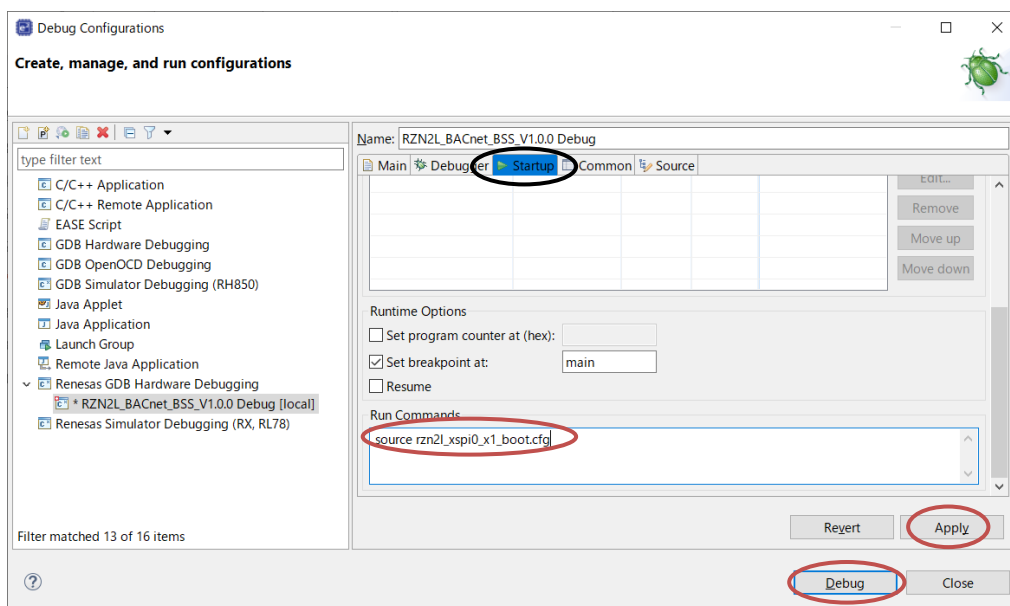 Debug Configurations
Create, manage, and run configurations
type filter text
C/C++ Application
C/C++ Remote Application
EASE Script
GDB Hardware Debugging
GDB OpenOCD Debugging
GDB Simulator Debugging (RH850)
Java Applet
Java Application
Launch Group
Remote Java Application
Renesas GDB Hardware Debugging
* RZN2L_BACnet_BSS_V1.0.0 Debug [local]
Renesas Simulator Debugging (RX, RL78)
Filter matched 13 of 16 items
Name: RZN2L_BACnet_BSS_V1.0.0 Debug
Main Debugger Startup Common Source
Edit...
Remove
Move up
Move down
Runtime Options
Set program counter at (hex):
Set breakpoint at: main
Resume
Run Commands
source rzn2l_xspi0_x1_boot.cfg
Revert Apply
Debug Close